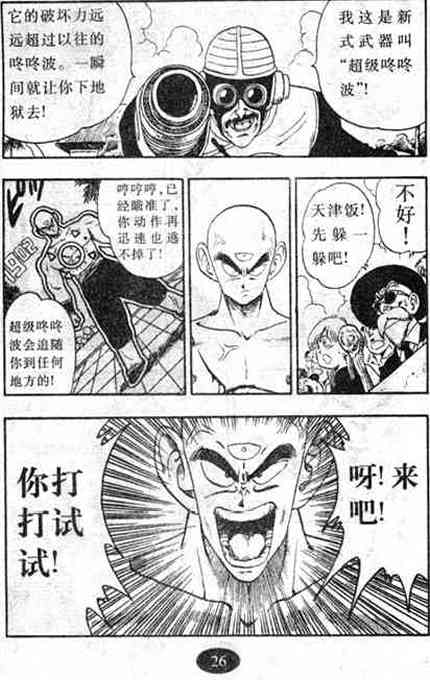 我这是新
式武器叫
“超级咚咚
波”!
它的破坏力远
远超过以往的
咚咚波。一瞬
间就让你下地
狱去!
不好!
天津饭!
先躲一
躲吧!
哼哼哼,已
经瞄准了,
你动作再
迅速也逃
不掉了!
超级咚咚
波会追随
你到任何
地方的!
来呀!
吧!
你打
打试
试!
26